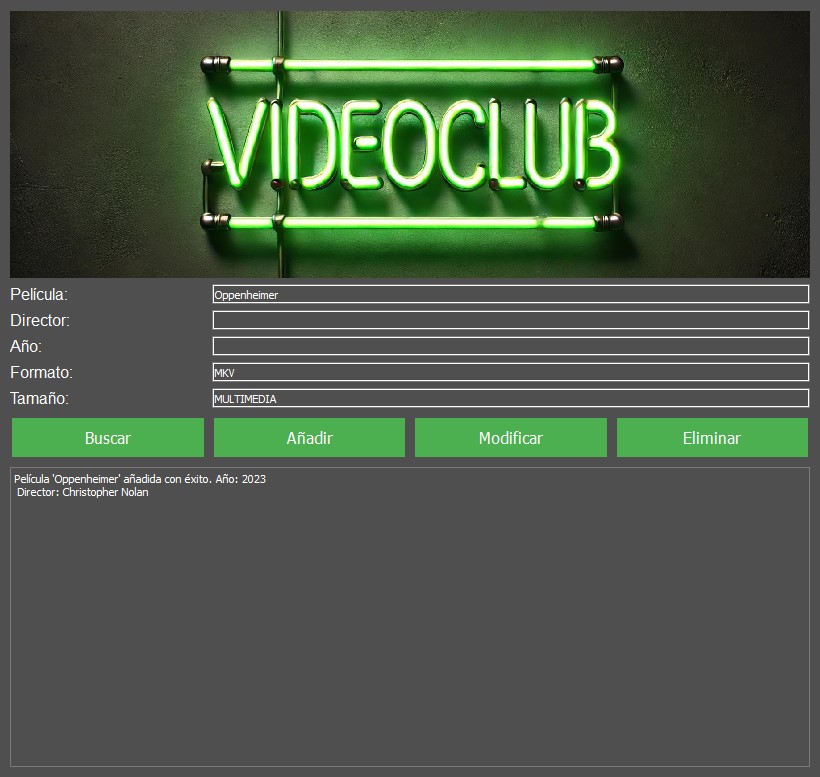 VIDEOCLUB
Película: Oppenheimer
Director:
Año:
Formato: MKV
Tamaño: MULTIMEDIA
Buscar Añadir Modificar Eliminar
Película 'Oppenheimer' añadida con éxito. Año: 2023
Director: Christopher Nolan